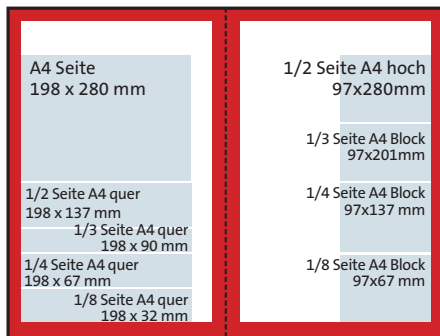 A4 Seite
198 x 280 mm
1/2 Seite A4 quer
198 x 137 mm
1/3 Seite A4 quer
198 x 90 mm
1/4 Seite A4 quer
198 x 67 mm
1/8 Seite A4 quer
198 x 32 mm
1/2 Seite A4 hoch
97x280mm
1/3 Seite A4 Block
97x201mm
1/4 Seite A4 Block
97x137 mm
1/8 Seite A4 Block
97x67 mm